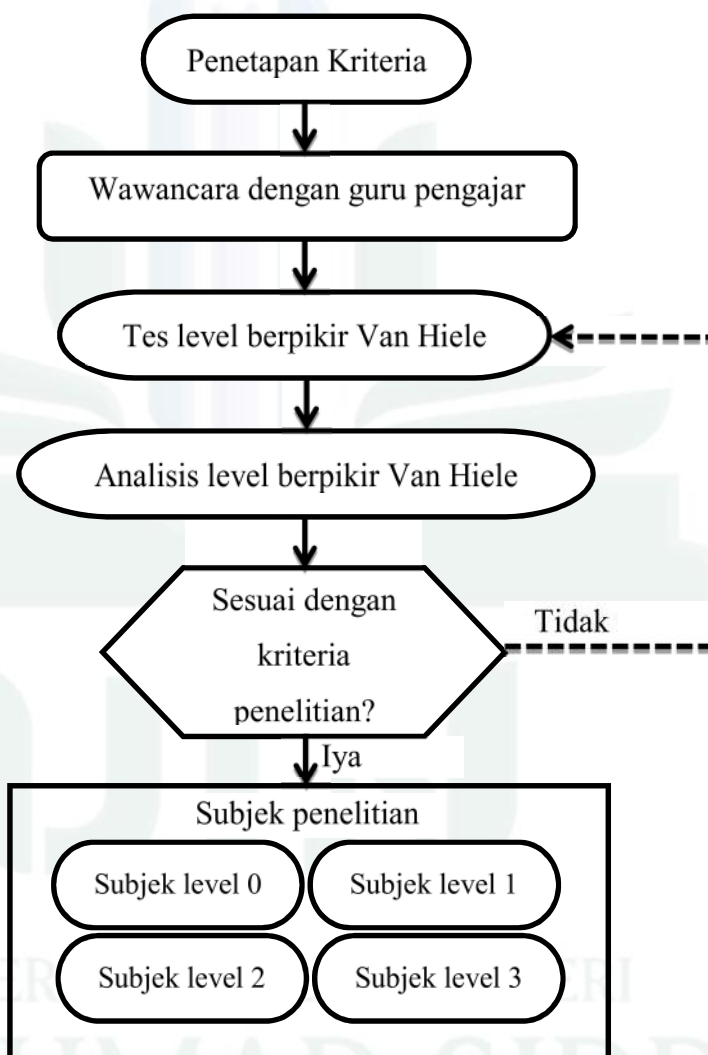 Penetapan Kriteria
Wawancara dengan guru pengajar
Tes level berpikir Van Hiele
Analisis level berpikir Van Hiele
Sesuai dengan
kriteria
penelitian?
Tidak
Iya
Subjek penelitian
Subjek level 0
Subjek level 1
Subjek level 2
Subjek level 3